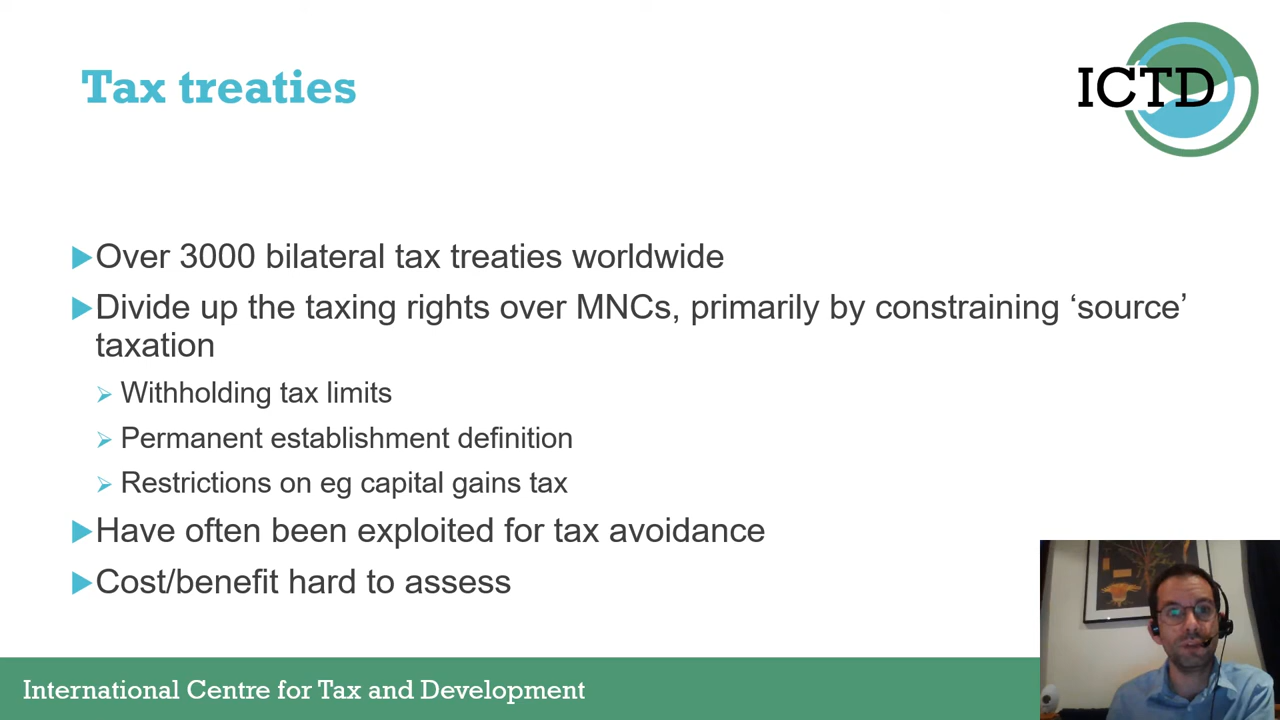 Tax treaties
ICTD
Over 3000 bilateral tax treaties worldwide
Divide up the taxing rights over MNCs, primarily by constraining ‘source’
taxation
Withholding tax limits
Permanent establishment definition
Restrictions on eg capital gains tax
Have often been exploited for tax avoidance
Cost/benefit hard to assess
International Centre for Tax and Development